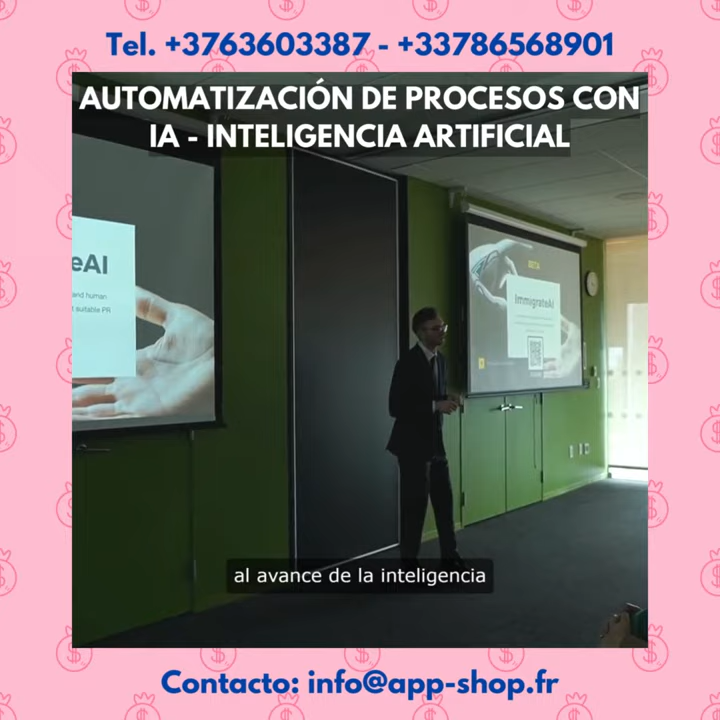 Tel. +3763603387 - +33786568901
AUTOMATIZACIÓN DE PROCESOS CON
IA - INTELIGENCIA ARTIFICIAL
eAI
and human
suitable PR
ImmigrateAI
al avance de la inteligencia
Contacto: info@app-shop.fr